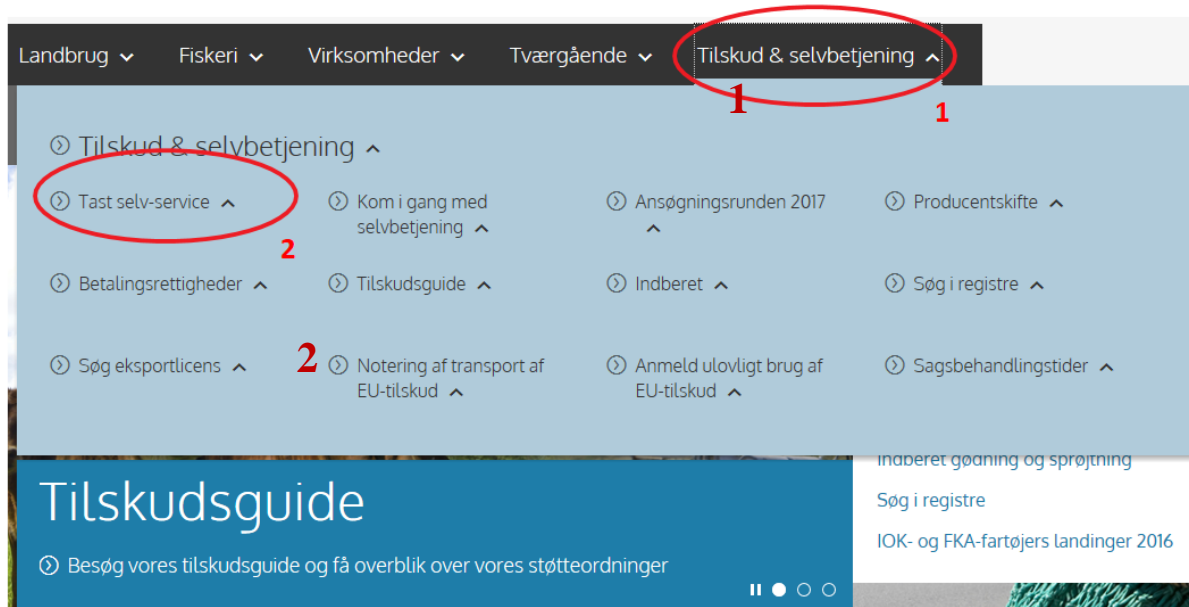 Landbrug Fiskeri Virksomheder Tværgående Tilskud & selvbetjening
1 1
Tilskud & selvbetjening
Tast selv-service
2
Kom i gang med
selvbetjening
Ansøgningsrunden 2017
Producentskifte
Betalingsrettigheder
Tilskudsguide
Indberet
Søg i registre
Søg eksportlicens
2
Notering af transport af
EU-tilskud
Anmeld ulovligt brug af
EU-tilskud
Sagsbehandlingstider
Tilskudsguide
Besøg vores tilskudsguide og få overblik over vores støtteordninger
Indberet gødning og sprøjtning
Søg i registre
IOK- og FKA-fartøjers landinger 2016